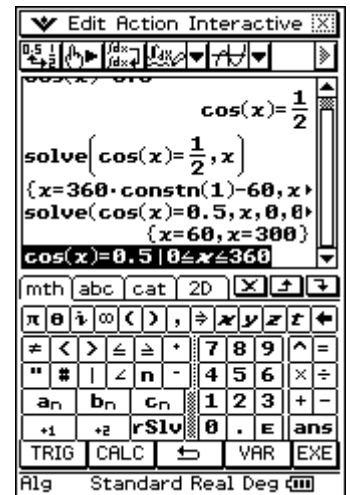 Edit Action Interactive
cos(x)=1/2
solve(cos(x)=1/2,x)
{x=360·constn(1)-60,x
solve(cos(x)=0.5,x,0,0
{x=60,x=300}
cos(x)=0.5|0≤x≤360
mth abc cat 2D
π θ i ∞ ( ) , ⇒ x y z t ←
≠ < > ≤ ≥ ' 7 8 9 ^ =
" # | ∠ n - 4 5 6 × ÷
an bn cn 1 2 3 + -
+1 +2 rSlv 0 . E ans
TRIG CALC VAR EXE
Alg Standard Real Deg